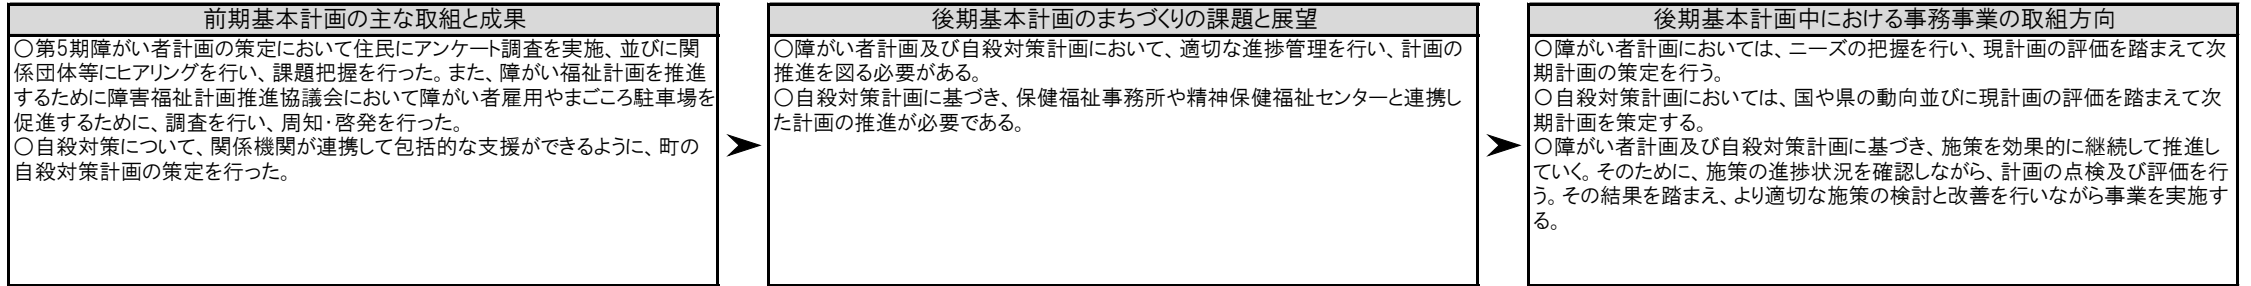 前期基本計画の主な取組と成果
○第5期障がい者計画の策定において住民にアンケート調査を実施、並びに関
係団体等にヒアリングを行い、課題把握を行った。また、障がい福祉計画を推進
するために障害福祉計画推進協議会において障がい者雇用やまごころ駐車場を
促進するために、調査を行い、周知・啓発を行った。
○自殺対策について、関係機関が連携して包括的な支援ができるように、町の
自殺対策計画の策定を行った。
後期基本計画のまちづくりの課題と展望
○障がい者計画及び自殺対策計画において、適切な進捗管理を行い、計画の
推進を図る必要がある。
○自殺対策計画に基づき、保健福祉事務所や精神保健福祉センターと連携し
た計画の推進が必要である。
後期基本計画中における事務事業の取組方向
○障がい者計画においては、ニーズの把握を行い、現計画の評価を踏まえて次
期計画の策定を行う。
○自殺対策計画においては、国や県の動向並びに現計画の評価を踏まえて次
期計画を策定する。
○障がい者計画及び自殺対策計画に基づき、施策を効果的に継続して推進し
ていく。そのために、施策の進捗状況を確認しながら、計画の点検及び評価を行
う。その結果を踏まえ、より適切な施策の検討と改善を行いながら事業を実施す
る。